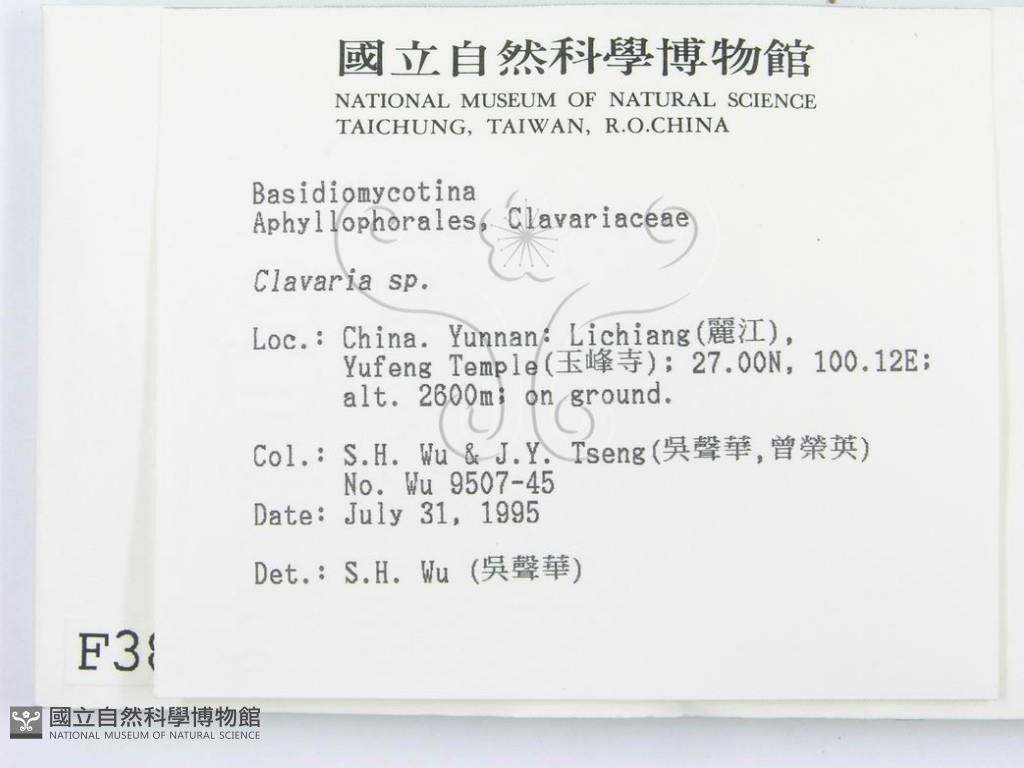 國立自然科學博物館
NATIONAL MUSEUM OF NATURAL SCIENCE
TAICHUNG, TAIWAN, R.O.CHINA
Basidiomycotina
Aphyllophorales, Clavariaceae
Clavaria sp.
Loc.: China. Yunnan: Lichiang(麗江),
Yufeng Temple(玉峰寺); 27.00N, 100.12E;
alt. 2600m; on ground.
Col.: S.H. Wu & J.Y. Tseng(吳聲華,曾榮英)
No. Wu 9507-45
Date: July 31, 1995
Det.: S.H. Wu (吳聲華)
國立自然科學博物館
NATIONAL MUSEUM OF NATURAL SCIENCE